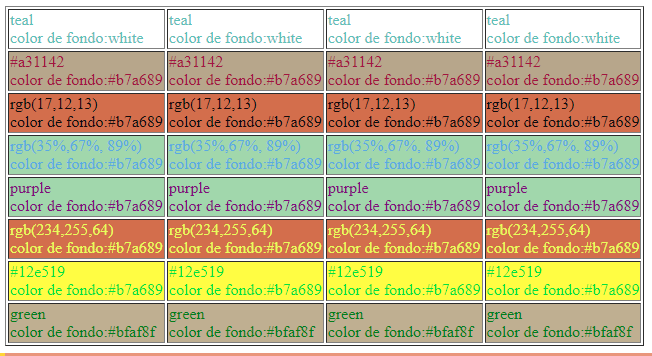 teal teal teal teal
color de fondo:white color de fondo:white color de fondo:white color de fondo:white
#a31142 #a31142 #a31142 #a31142
color de fondo:#b7a689 color de fondo:#b7a689 color de fondo:#b7a689 color de fondo:#b7a689
rgb(17,12,13) rgb(17,12,13) rgb(17,12,13) rgb(17,12,13)
color de fondo:#b7a689 color de fondo:#b7a689 color de fondo:#b7a689 color de fondo:#b7a689
rgb(35%,67%, 89%) rgb(35%,67%, 89%) rgb(35%,67%, 89%) rgb(35%,67%, 89%)
color de fondo:#b7a689 color de fondo:#b7a689 color de fondo:#b7a689 color de fondo:#b7a689
purple purple purple purple
color de fondo:#b7a689 color de fondo:#b7a689 color de fondo:#b7a689 color de fondo:#b7a689
rgb(234,255,64) rgb(234,255,64) rgb(234,255,64) rgb(234,255,64)
color de fondo:#b7a689 color de fondo:#b7a689 color de fondo:#b7a689 color de fondo:#b7a689
#12e519 #12e519 #12e519 #12e519
color de fondo:#b7a689 color de fondo:#b7a689 color de fondo:#b7a689 color de fondo:#b7a689
green green green green
color de fondo:#bfaf8f color de fondo:#bfaf8f color de fondo:#bfaf8f color de fondo:#bfaf8f